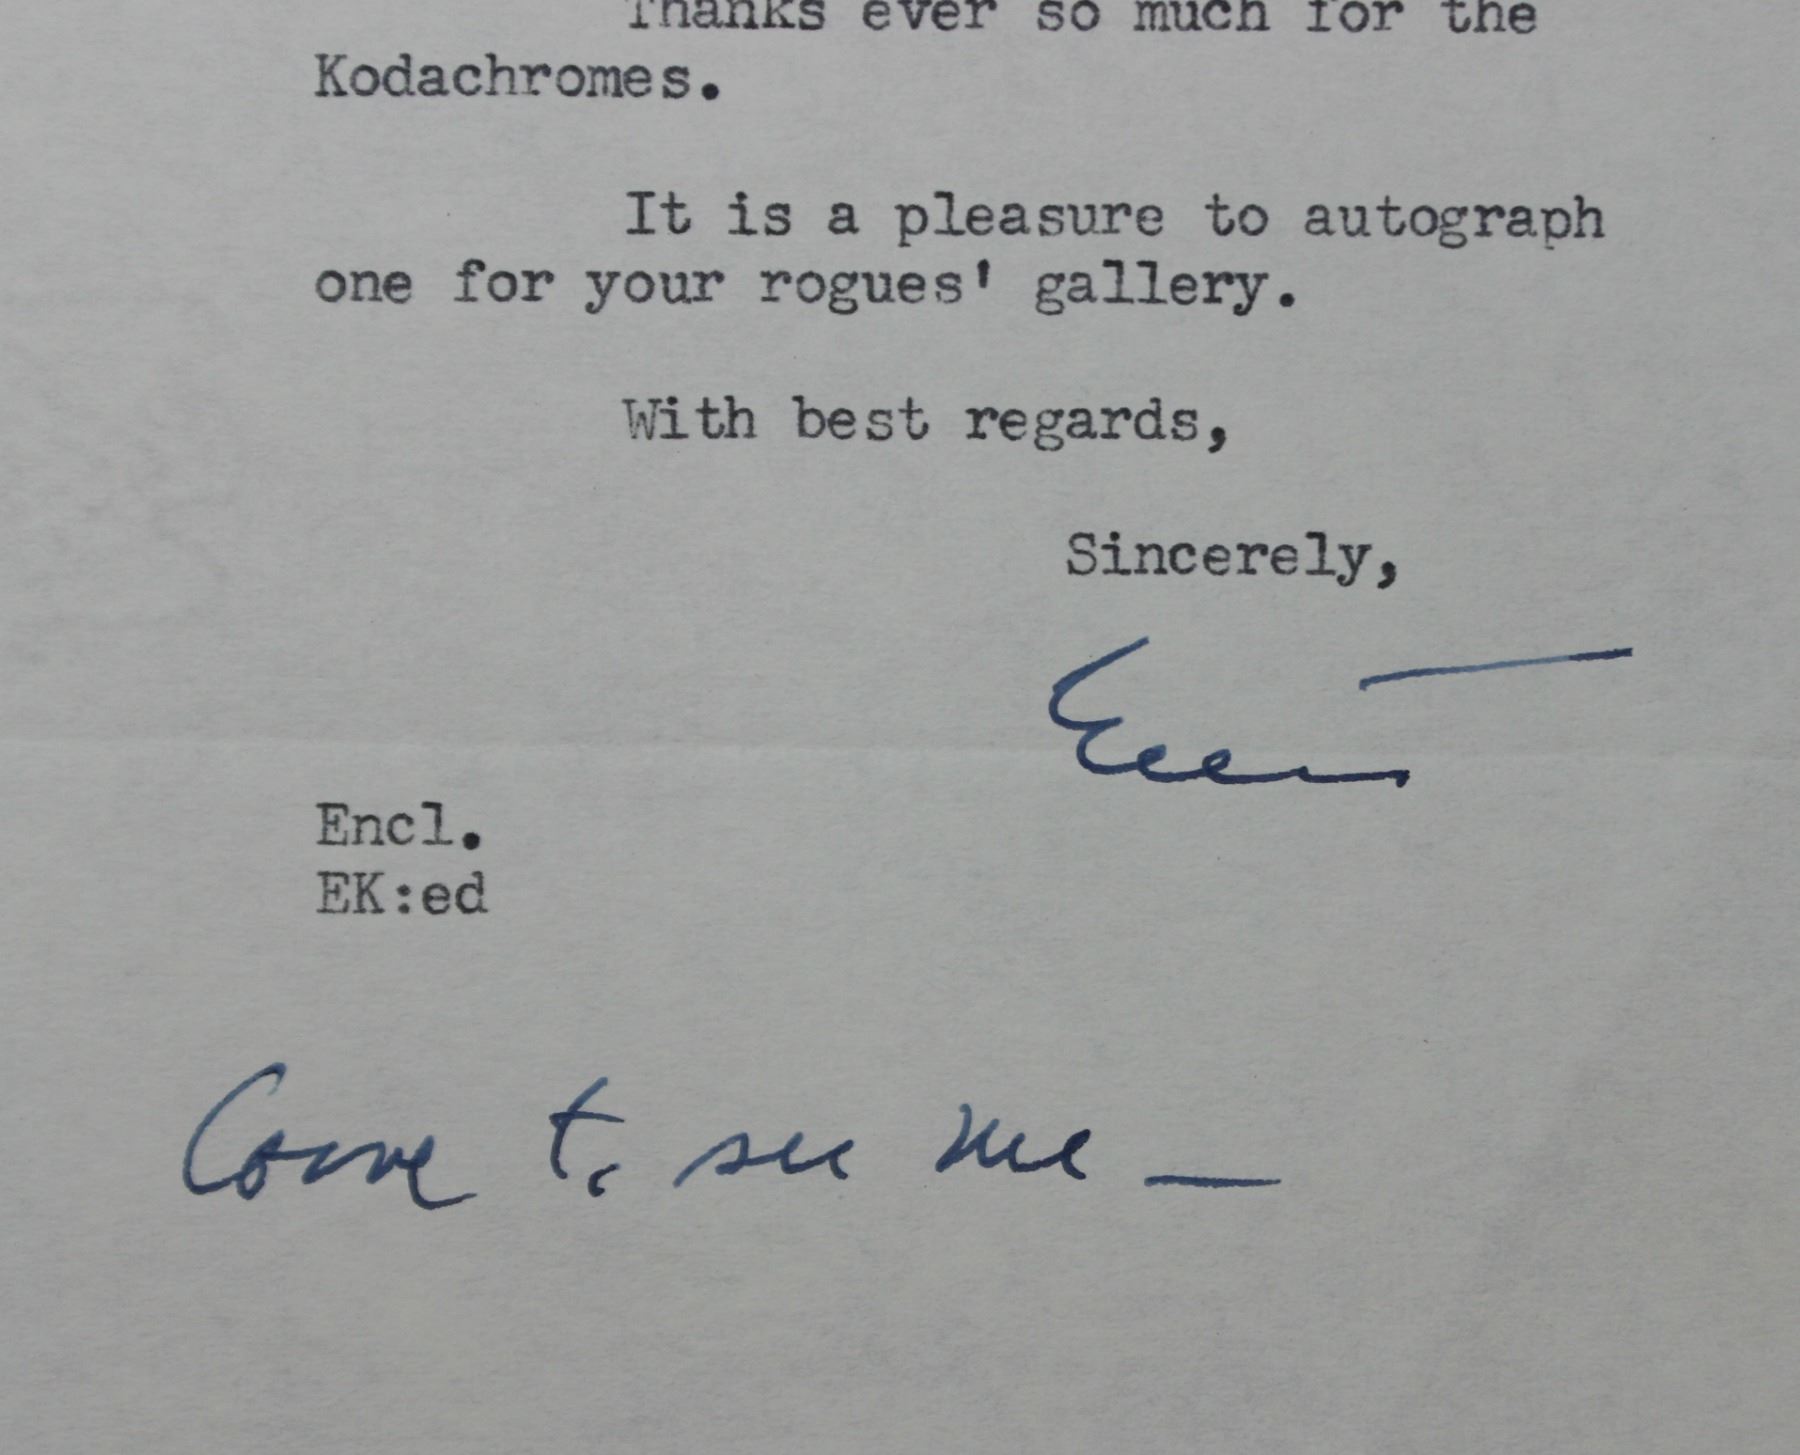 Thanks ever so much for the
Kodachromes.
It is a pleasure to autograph
one for your rogues' gallery.
With best regards,
Sincerely,
Encl.
EK:ed
Come to see me —